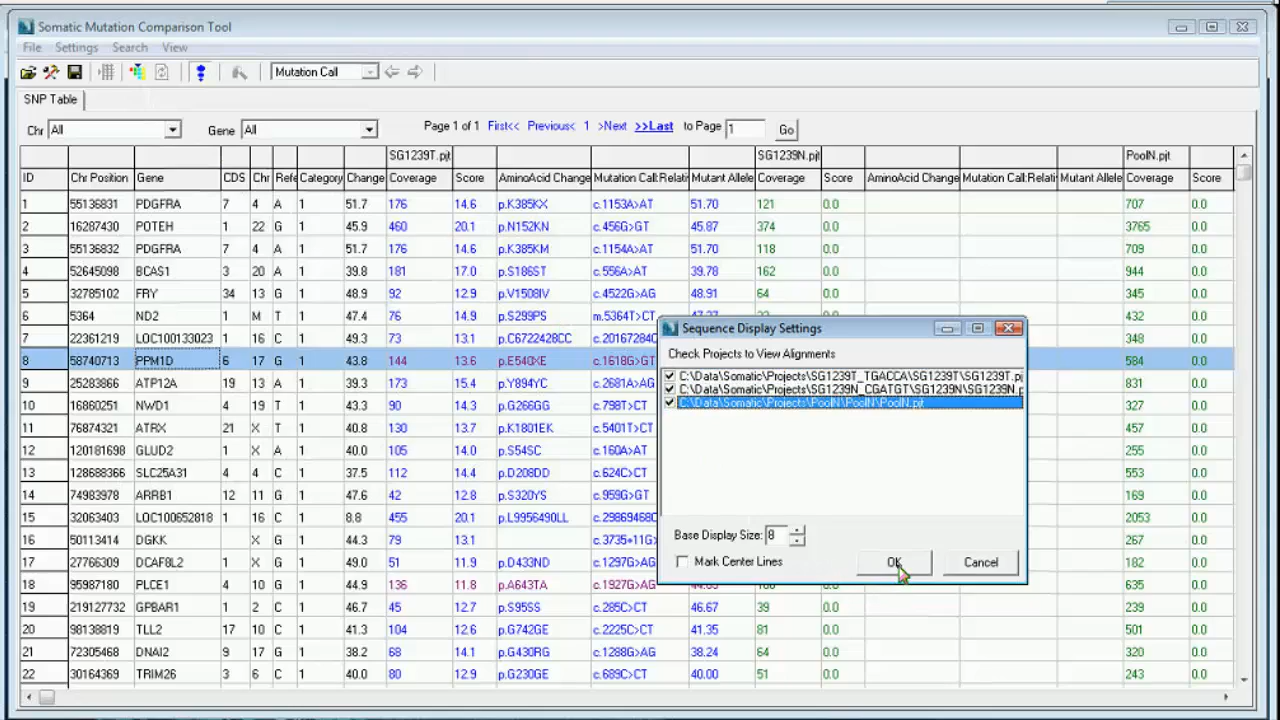 Somatic Mutation Comparison Tool
File Settings Search View
Mutation Call
SNP Table
Chr All Gene All Page 1 of 1 First<< Previous< 1 >Next >>Last to Page 1 Go
SG1239T.pjt SG1239N.pjt PoolN.pjt
ID Chr Position Gene CDS Chr Refe Category Change Coverage Score AminoAcid Change Mutation Call:Relati Mutant Allele Coverage Score AminoAcid Change Mutation Call:Relati Mutant Allele Coverage Score
1 55136831 PDGFRA 7 4 A 1 51.7 176 14.6 p.K385KX c.1153A>AT 51.70 121 0.0 707 0.0
2 16287430 POTEH 1 22 G 1 45.9 460 20.1 p.N152KN c.456G>GT 45.87 374 0.0 3765 0.0
3 55136832 PDGFRA 7 4 A 1 51.7 176 14.6 p.K385KM c.1154A>AT 51.70 118 0.0 709 0.0
4 52645098 BCAS1 3 20 A 1 39.8 181 17.0 p.S186ST c.556A>AT 39.78 162 0.0 944 0.0
5 32785102 FRY 34 13 G 1 48.9 92 12.9 p.V1508IV c.4522G>AG 48.91 64 0.0 345 0.0
6 5364 ND2 1 M T 1 47.4 76 14.9 p.S299PS m.5364T>CT 432 0.0
7 22361219 LOC100133023 1 16 C 1 34.2 73 13.1 p.C6722428CC c.20167284C 348 0.0
8 58740713 PPM1D 6 17 G 1 43.8 144 13.6 p.E540XE c.1618G>GT 584 0.0
9 25283866 ATP12A 19 13 A 1 39.3 173 15.4 p.Y894YC c.2681A>AG 831 0.0
10 16860251 NWD1 4 19 T 1 43.3 90 14.3 p.G266GG c.798T>CT 327 0.0
11 76874321 ATRX 21 X T 1 40.8 130 13.7 p.K1801EK c.5401T>CT 457 0.0
12 120181698 GLUD2 1 X A 1 40.0 105 14.0 p.S54SC c.160A>AT 255 0.0
13 128688366 SLC25A31 4 4 C 1 37.5 112 14.4 p.D208DD c.624C>CT 553 0.0
14 74983978 ARRB1 12 11 G 1 47.6 42 12.8 p.S320YS c.959G>GT 169 0.0
15 32063403 LOC100652818 1 16 C 1 8.8 455 20.1 p.L9956490LL c.29869468C 2053 0.0
16 50113414 DGKK X G 1 44.3 79 13.1 c.3735+11G> 267 0.0
17 27766309 DCAF8L2 1 X G 1 49.0 51 11.9 p.D433ND c.1297G>AG 182 0.0
18 95987180 PLCE1 4 10 G 1 44.9 136 11.8 p.A643TA c.1927G>AG 635 0.0
19 219127732 GPBAR1 1 2 C 1 46.7 45 12.7 p.S95SS c.285C>CT 46.67 39 0.0 239 0.0
20 98138819 TLL2 17 10 C 1 41.3 104 12.6 p.G742GE c.2225C>CT 41.35 81 0.0 501 0.0
21 72305468 DNAI2 9 17 G 1 38.2 68 14.1 p.G430RG c.1288G>AG 38.24 64 0.0 320 0.0
22 30164369 TRIM26 3 6 C 1 40.0 80 12.9 p.G230GE c.689C>CT 40.00 51 0.0 243 0.0
Sequence Display Settings
Check Projects to View Alignments
C:\Data\Somatic\Projects\SG1239T_TGACCA\SG1239T\SG1239T.pj
C:\Data\Somatic\Projects\SG1239N_CGATGT\SG1239N\SG1239N.p
C:\Data\Somatic\Projects\PoolN\PoolN\PoolN.pjt
Base Display Size: 8
Mark Center Lines OK Cancel